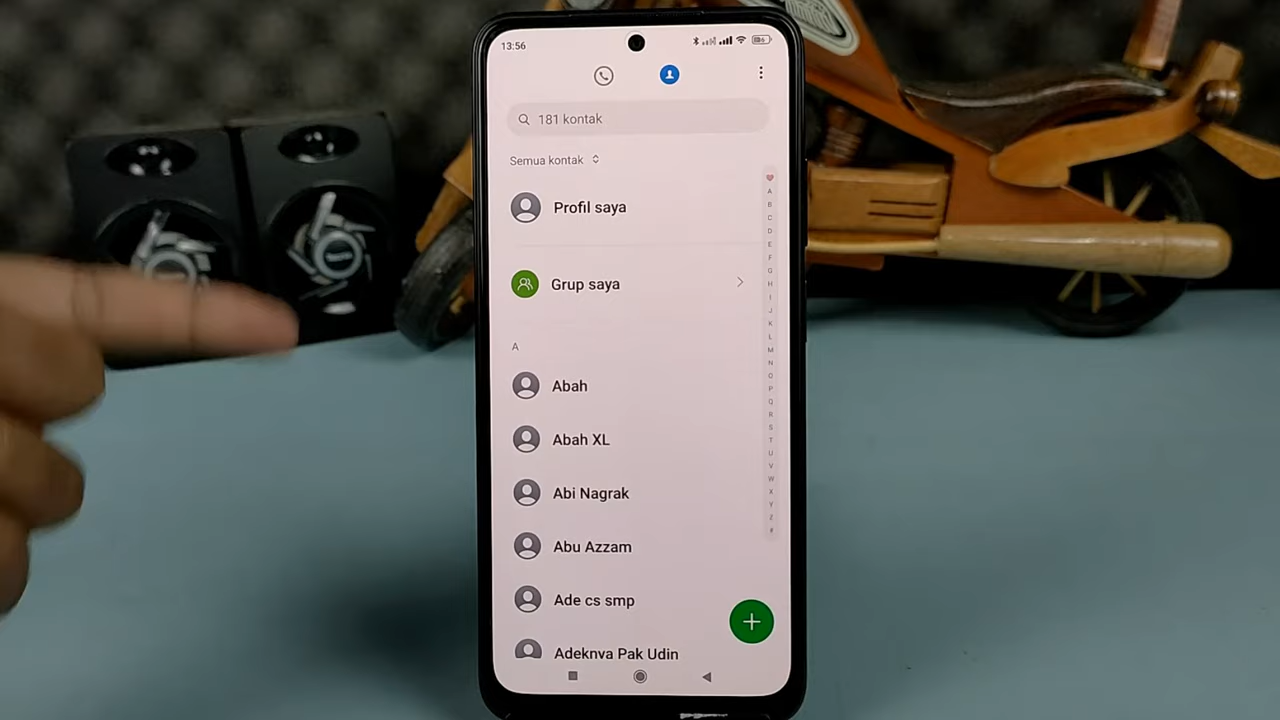 13:56
181 kontak
Semua kontak
Profil saya
Grup saya
A
Abah
Abah XL
Abi Nagrak
Abu Azzam
Ade cs smp
Adeknya Pak Udin
A
B
C
D
E
F
G
H
I
J
K
L
M
N
O
P
Q
R
S
T
U
V
W
X
Y
Z
#